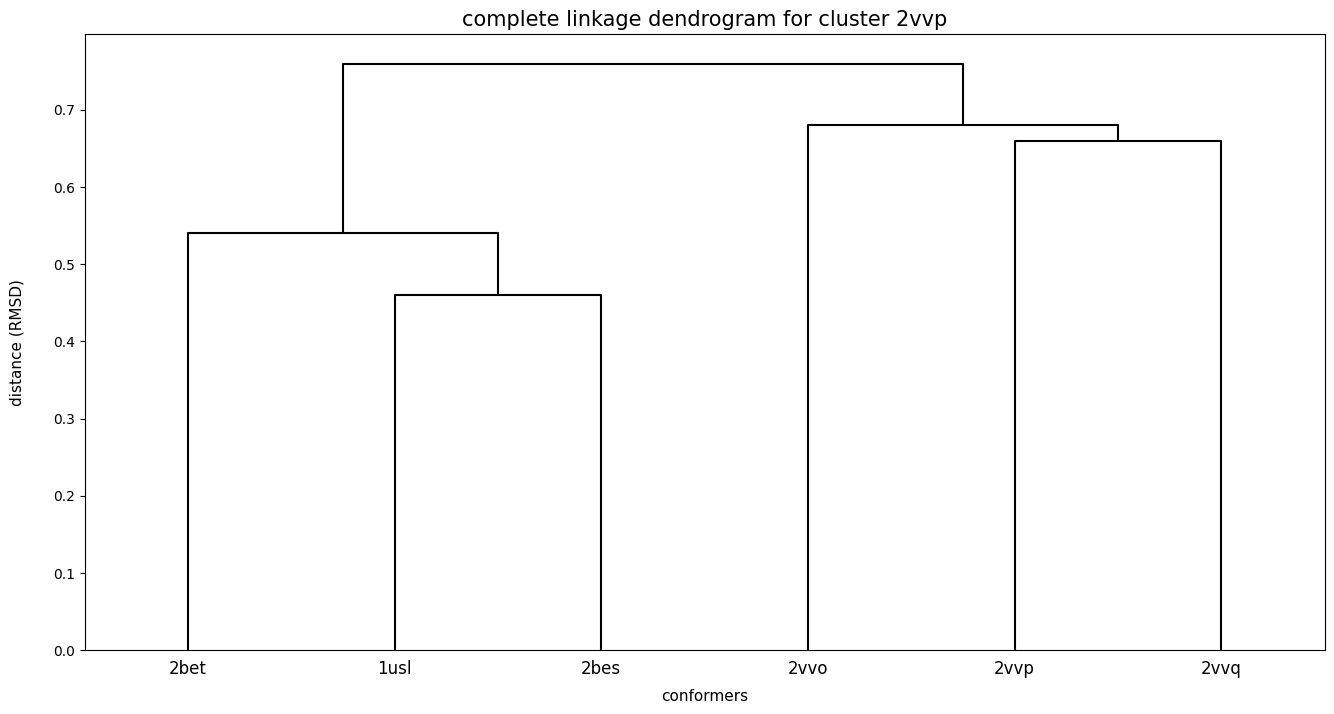 complete linkage dendrogram for cluster 2vvp
distance (RMSD)
0.7
0.6
0.5
0.4
0.3
0.2
0.1
0.0
2bet 1usl 2bes 2vvo 2vvp 2vvq
conformers